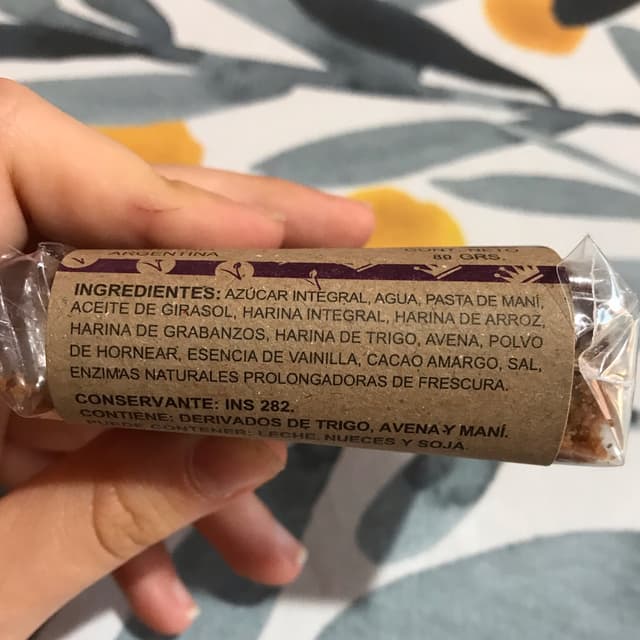 ARGENTINA
CONT. NETO
80 GRS.
INGREDIENTES: AZÚCAR INTEGRAL, AGUA, PASTA DE MANÍ,
ACEITE DE GIRASOL, HARINA INTEGRAL, HARINA DE ARROZ,
HARINA DE GARBANZOS, HARINA DE TRIGO, AVENA, POLVO
DE HORNEAR, ESENCIA DE VAINILLA, CACAO AMARGO, SAL,
ENZIMAS NATURALES PROLONGADORAS DE FRESCURA.
CONSERVANTE: INS 282.
CONTIENE: DERIVADOS DE TRIGO, AVENA Y MANÍ.
PUEDE CONTENER: LECHE, NUECES Y SOJA.